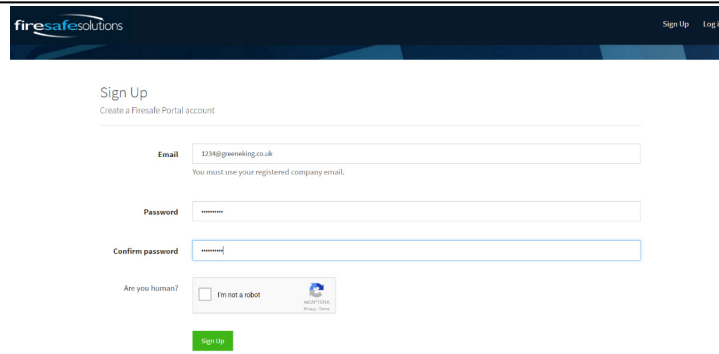 firesafesolutions
Sign Up Log i
Sign Up
Create a Firesafe Portal account
Email 1234@greeneking.co.uk
You must use your registered company email.
Password ••••••••••
Confirm password ••••••••••
Are you human? I'm not a robot
reCAPTCHA
Privacy - Terms
Sign Up